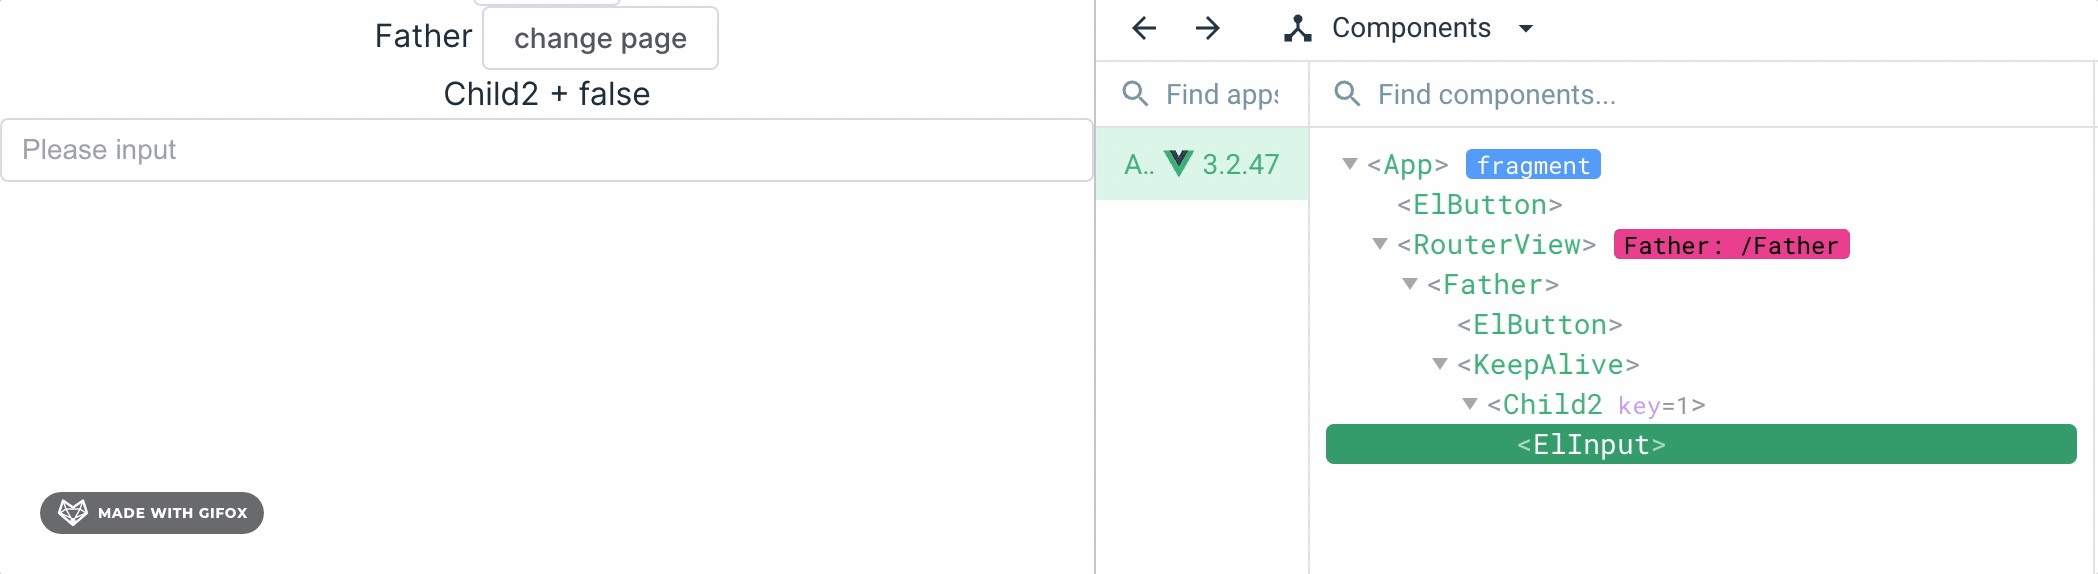 Father change page
Child2 + false
Please input
MADE WITH GIFOX
Components
Find apps
Find components...
A.. 3.2.47
<App> fragment
<ElButton>
<RouterView> Father: /Father
<Father>
<ElButton>
<KeepAlive>
<Child2 key=1>
<ElInput>